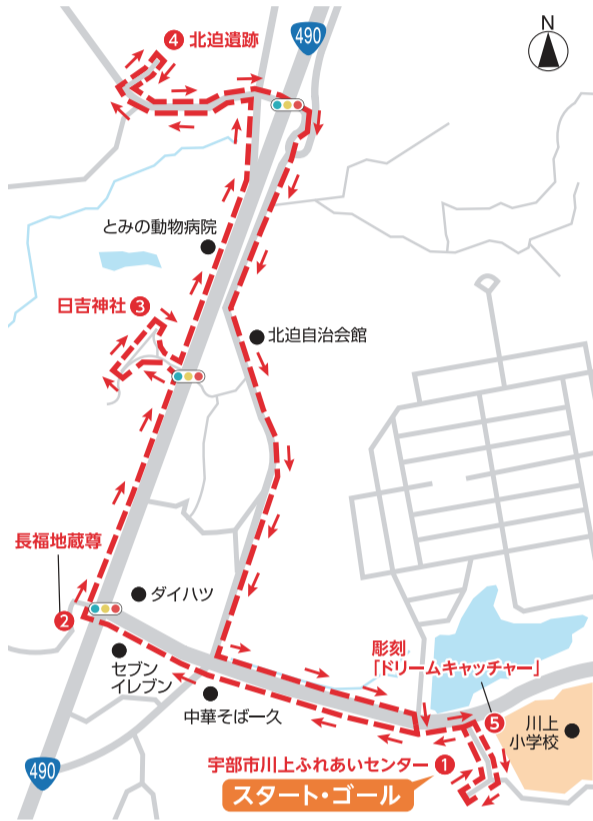 ④ 北迫遺跡
490
N
とみの動物病院
日吉神社 ③
北迫自治会館
長福地蔵尊
②
ダイハツ
セブン
イレブン
中華そば一久
彫刻
「ドリームキャッチャー」
⑤
川上
小学校
宇部市川上ふれあいセンター ①
スタート・ゴール
490